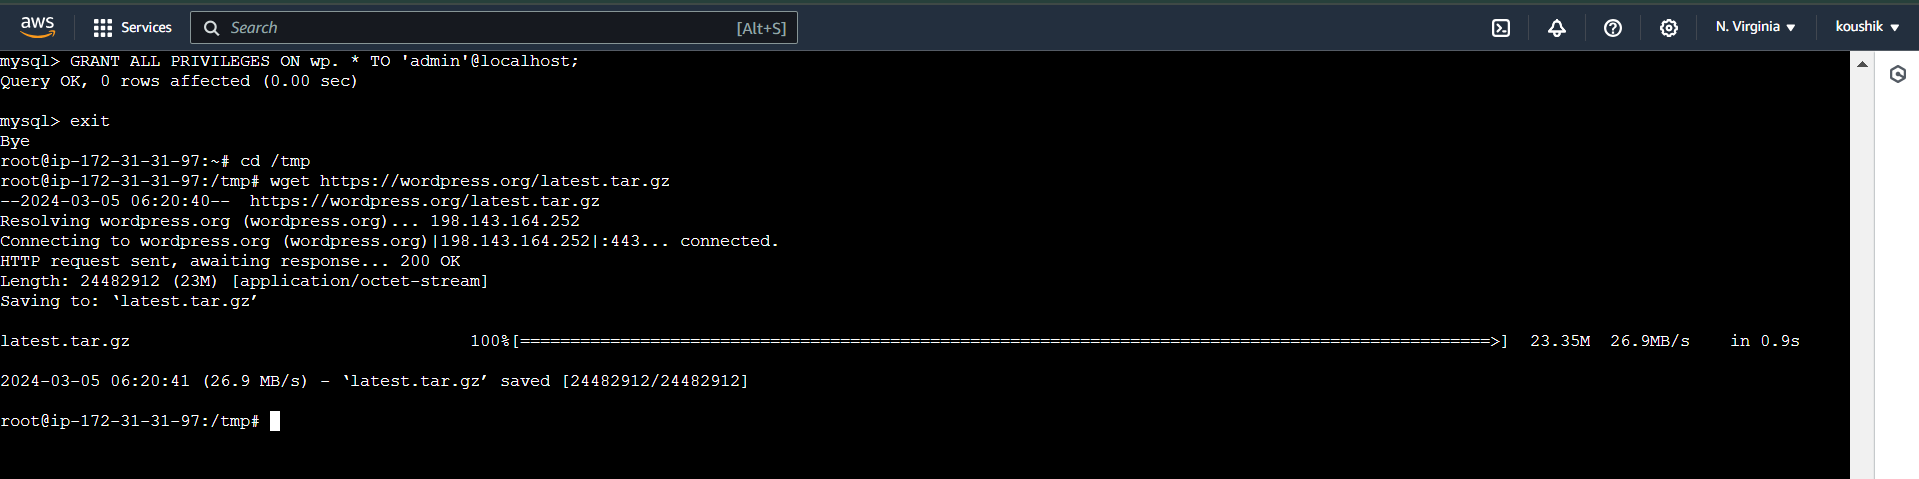 aws Services Search [Alt+S] N. Virginia koushik
mysql> GRANT ALL PRIVILEGES ON wp. * TO 'admin'@localhost;
Query OK, 0 rows affected (0.00 sec)
mysql> exit
Bye
root@ip-172-31-31-97:~# cd /tmp
root@ip-172-31-31-97:/tmp# wget https://wordpress.org/latest.tar.gz
--2024-03-05 06:20:40--  https://wordpress.org/latest.tar.gz
Resolving wordpress.org (wordpress.org)... 198.143.164.252
Connecting to wordpress.org (wordpress.org)|198.143.164.252|:443... connected.
HTTP request sent, awaiting response... 200 OK
Length: 24482912 (23M) [application/octet-stream]
Saving to: ‘latest.tar.gz’
latest.tar.gz 100%[=================================================================================================>] 23.35M 26.9MB/s in 0.9s
2024-03-05 06:20:41 (26.9 MB/s) - ‘latest.tar.gz’ saved [24482912/24482912]
root@ip-172-31-31-97:/tmp#